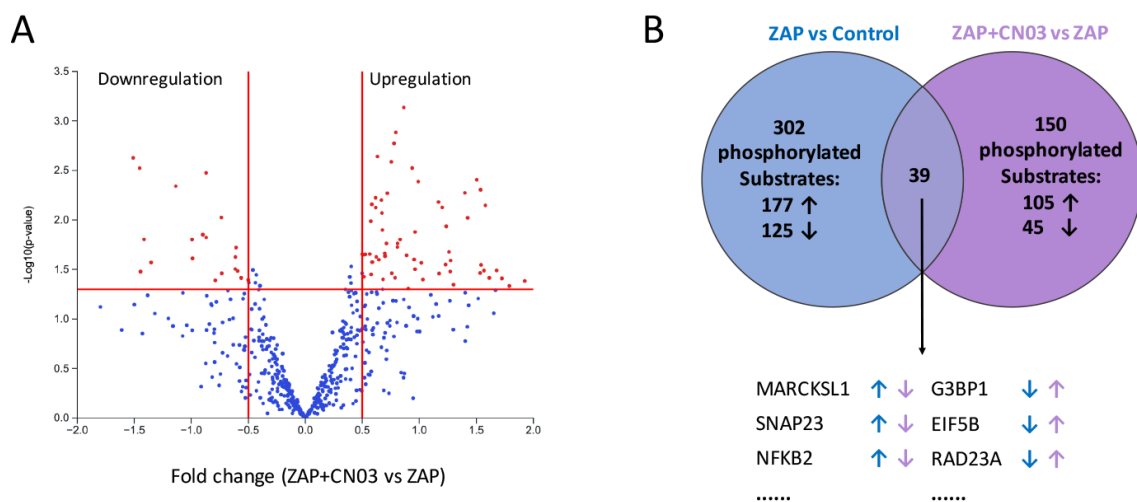 A
Downregulation
Upregulation
3.5
3.0
2.5
2.0
1.5
1.0
0.5
0.0
-Log10(p-value)
−2.0 −1.5 −1.0 −0.5 0.0 0.5 1.0 1.5 2.0
Fold change (ZAP+CN03 vs ZAP)
B
ZAP vs Control
ZAP+CN03 vs ZAP
302
phosphorylated
Substrates:
177 ↑
125 ↓
39
150
phosphorylated
Substrates:
105 ↑
45 ↓
MARCKSL1 ↑ ↓ G3BP1 ↓ ↑
SNAP23 ↑ ↓ EIF5B ↓ ↑
NFKB2 ↑ ↓ RAD23A ↓ ↑
...... ......